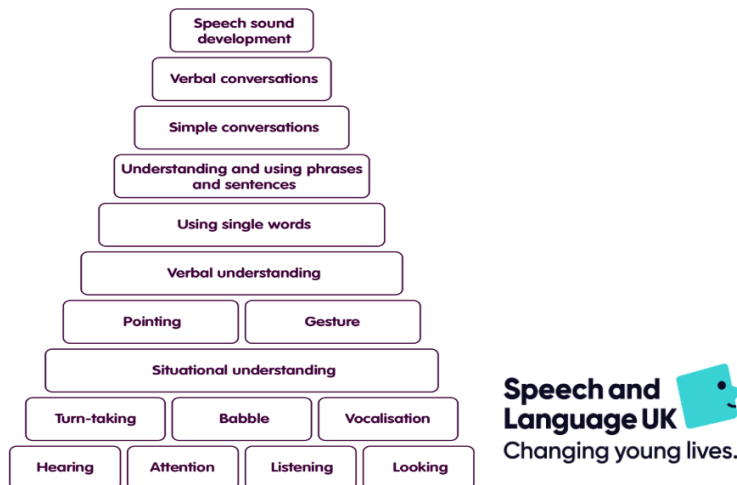 Speech sound
development
Verbal conversations
Simple conversations
Understanding and using phrases
and sentences
Using single words
Verbal understanding
Pointing
Gesture
Situational understanding
Turn-taking
Babble
Vocalisation
Hearing
Attention
Listening
Looking
Speech and
Language UK
Changing young lives.